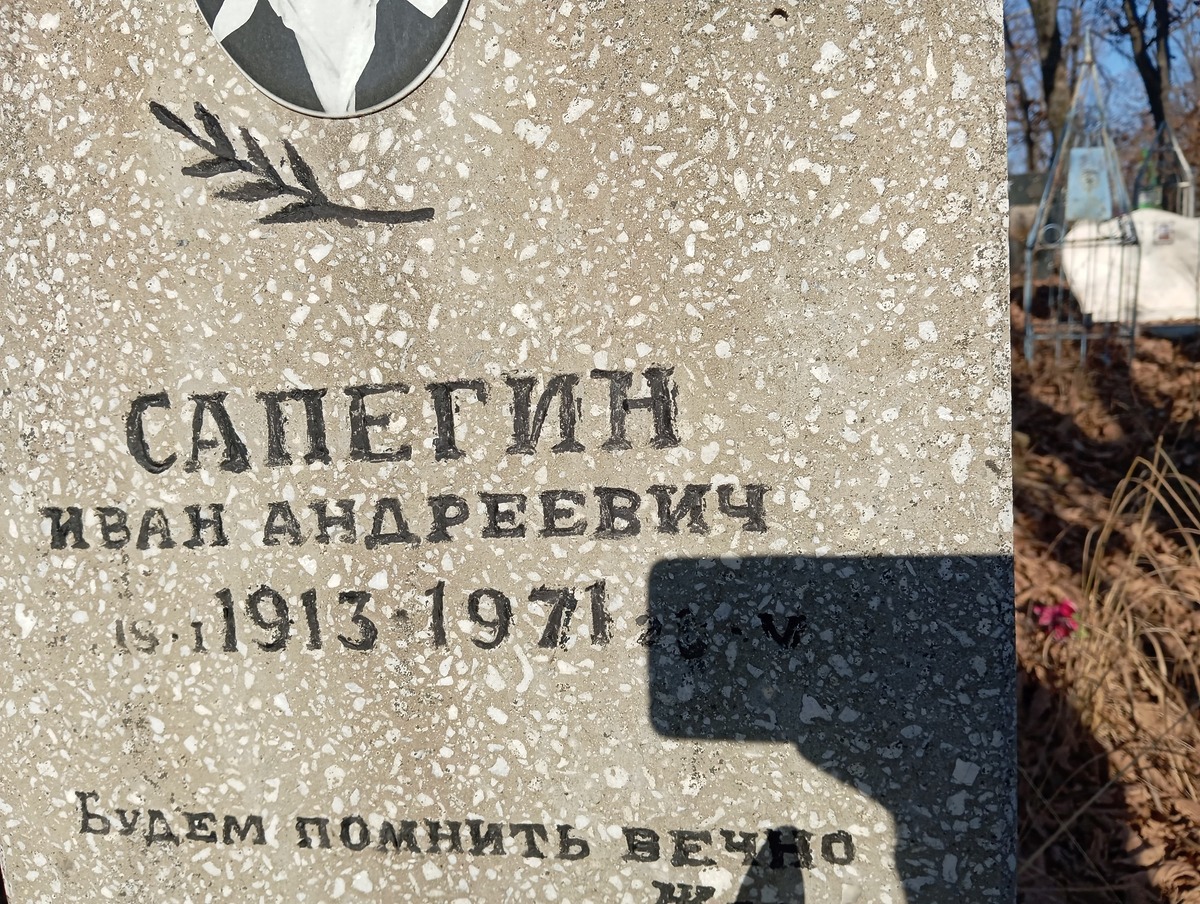 САПЕГИН
ИВАН АНДРЕЕВИЧ
1913·1971
Будем помнить вечно